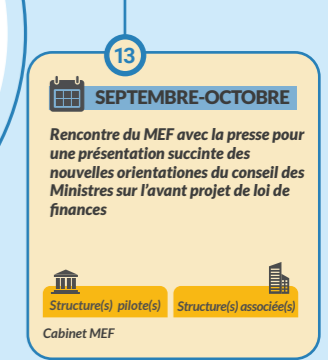 13
SEPTEMBRE-OCTOBRE
Rencontre du MEF avec la presse pour
une présentation succinte des
nouvelles orientationes du conseil des
Ministres sur l'avant projet de loi de
finances
Structure(s) pilote(s) Structure(s) associée(s)
Cabinet MEF